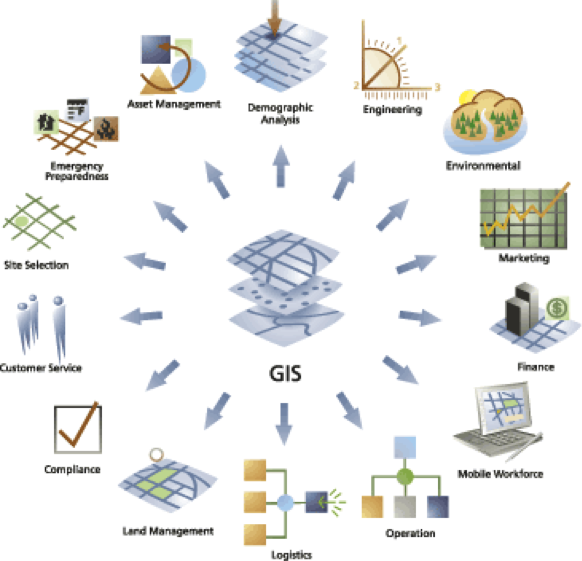 Demographic
Analysis
Engineering
1
2
3
Environmental
Marketing
Finance
Mobile Workforce
Operation
Logistics
Land Management
Compliance
Customer Service
Site Selection
Emergency
Preparedness
Asset Management
GIS
$